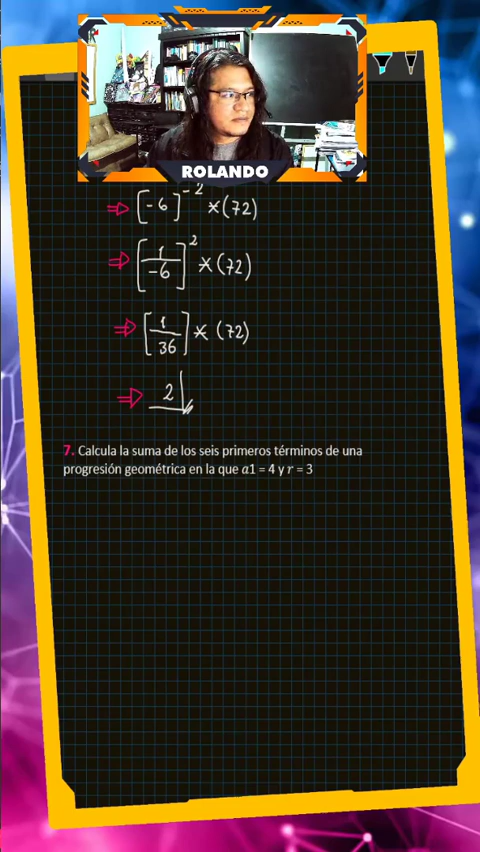 ROLANDO
⇒ [-6]^-2 × (72)
⇒ [1/-6]^2 × (72)
⇒ [1/36] × (72)
⇒ 2
7. Calcula la suma de los seis primeros términos de una
progresión geométrica en la que a1 = 4 y r = 3